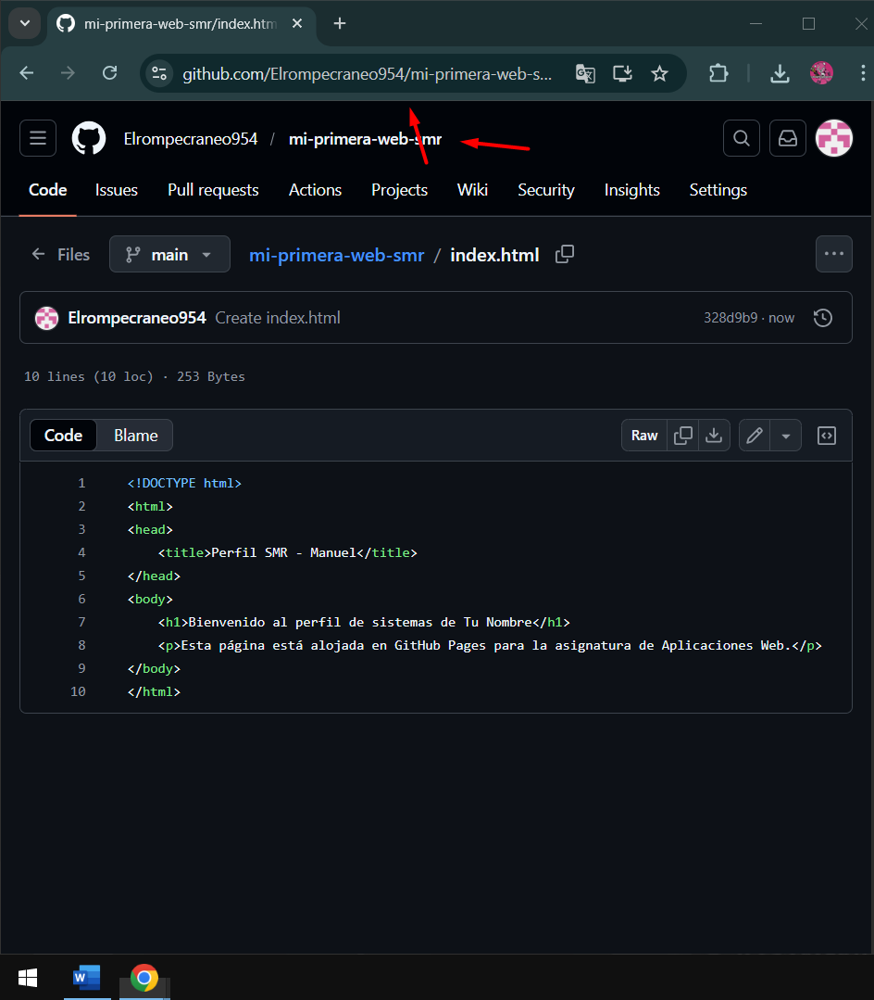 mi-primera-web-smr/index.htm
github.com/Elrompecraneo954/mi-primera-web-s...
Elrompecraneo954 / mi-primera-web-smr
Code Issues Pull requests Actions Projects Wiki Security Insights Settings
Files main mi-primera-web-smr / index.html
Elrompecraneo954 Create index.html 328d9b9 · now
10 lines (10 loc) · 253 Bytes
Code Blame Raw
1 <!DOCTYPE html>
2 <html>
3 <head>
4 <title>Perfil SMR - Manuel</title>
5 </head>
6 <body>
7 <h1>Bienvenido al perfil de sistemas de Tu Nombre</h1>
8 <p>Esta página está alojada en GitHub Pages para la asignatura de Aplicaciones Web.</p>
9 </body>
10 </html>